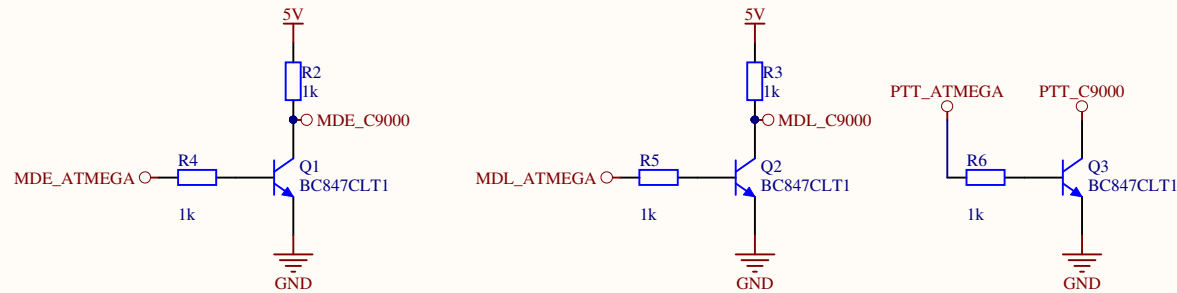 5V
R2
1k
MDE_C9000
MDE_ATMEGA
R4
1k
Q1
BC847CLT1
GND
5V
R3
1k
MDL_C9000
MDL_ATMEGA
R5
1k
Q2
BC847CLT1
GND
PTT_ATMEGA
PTT_C9000
R6
1k
Q3
BC847CLT1
GND